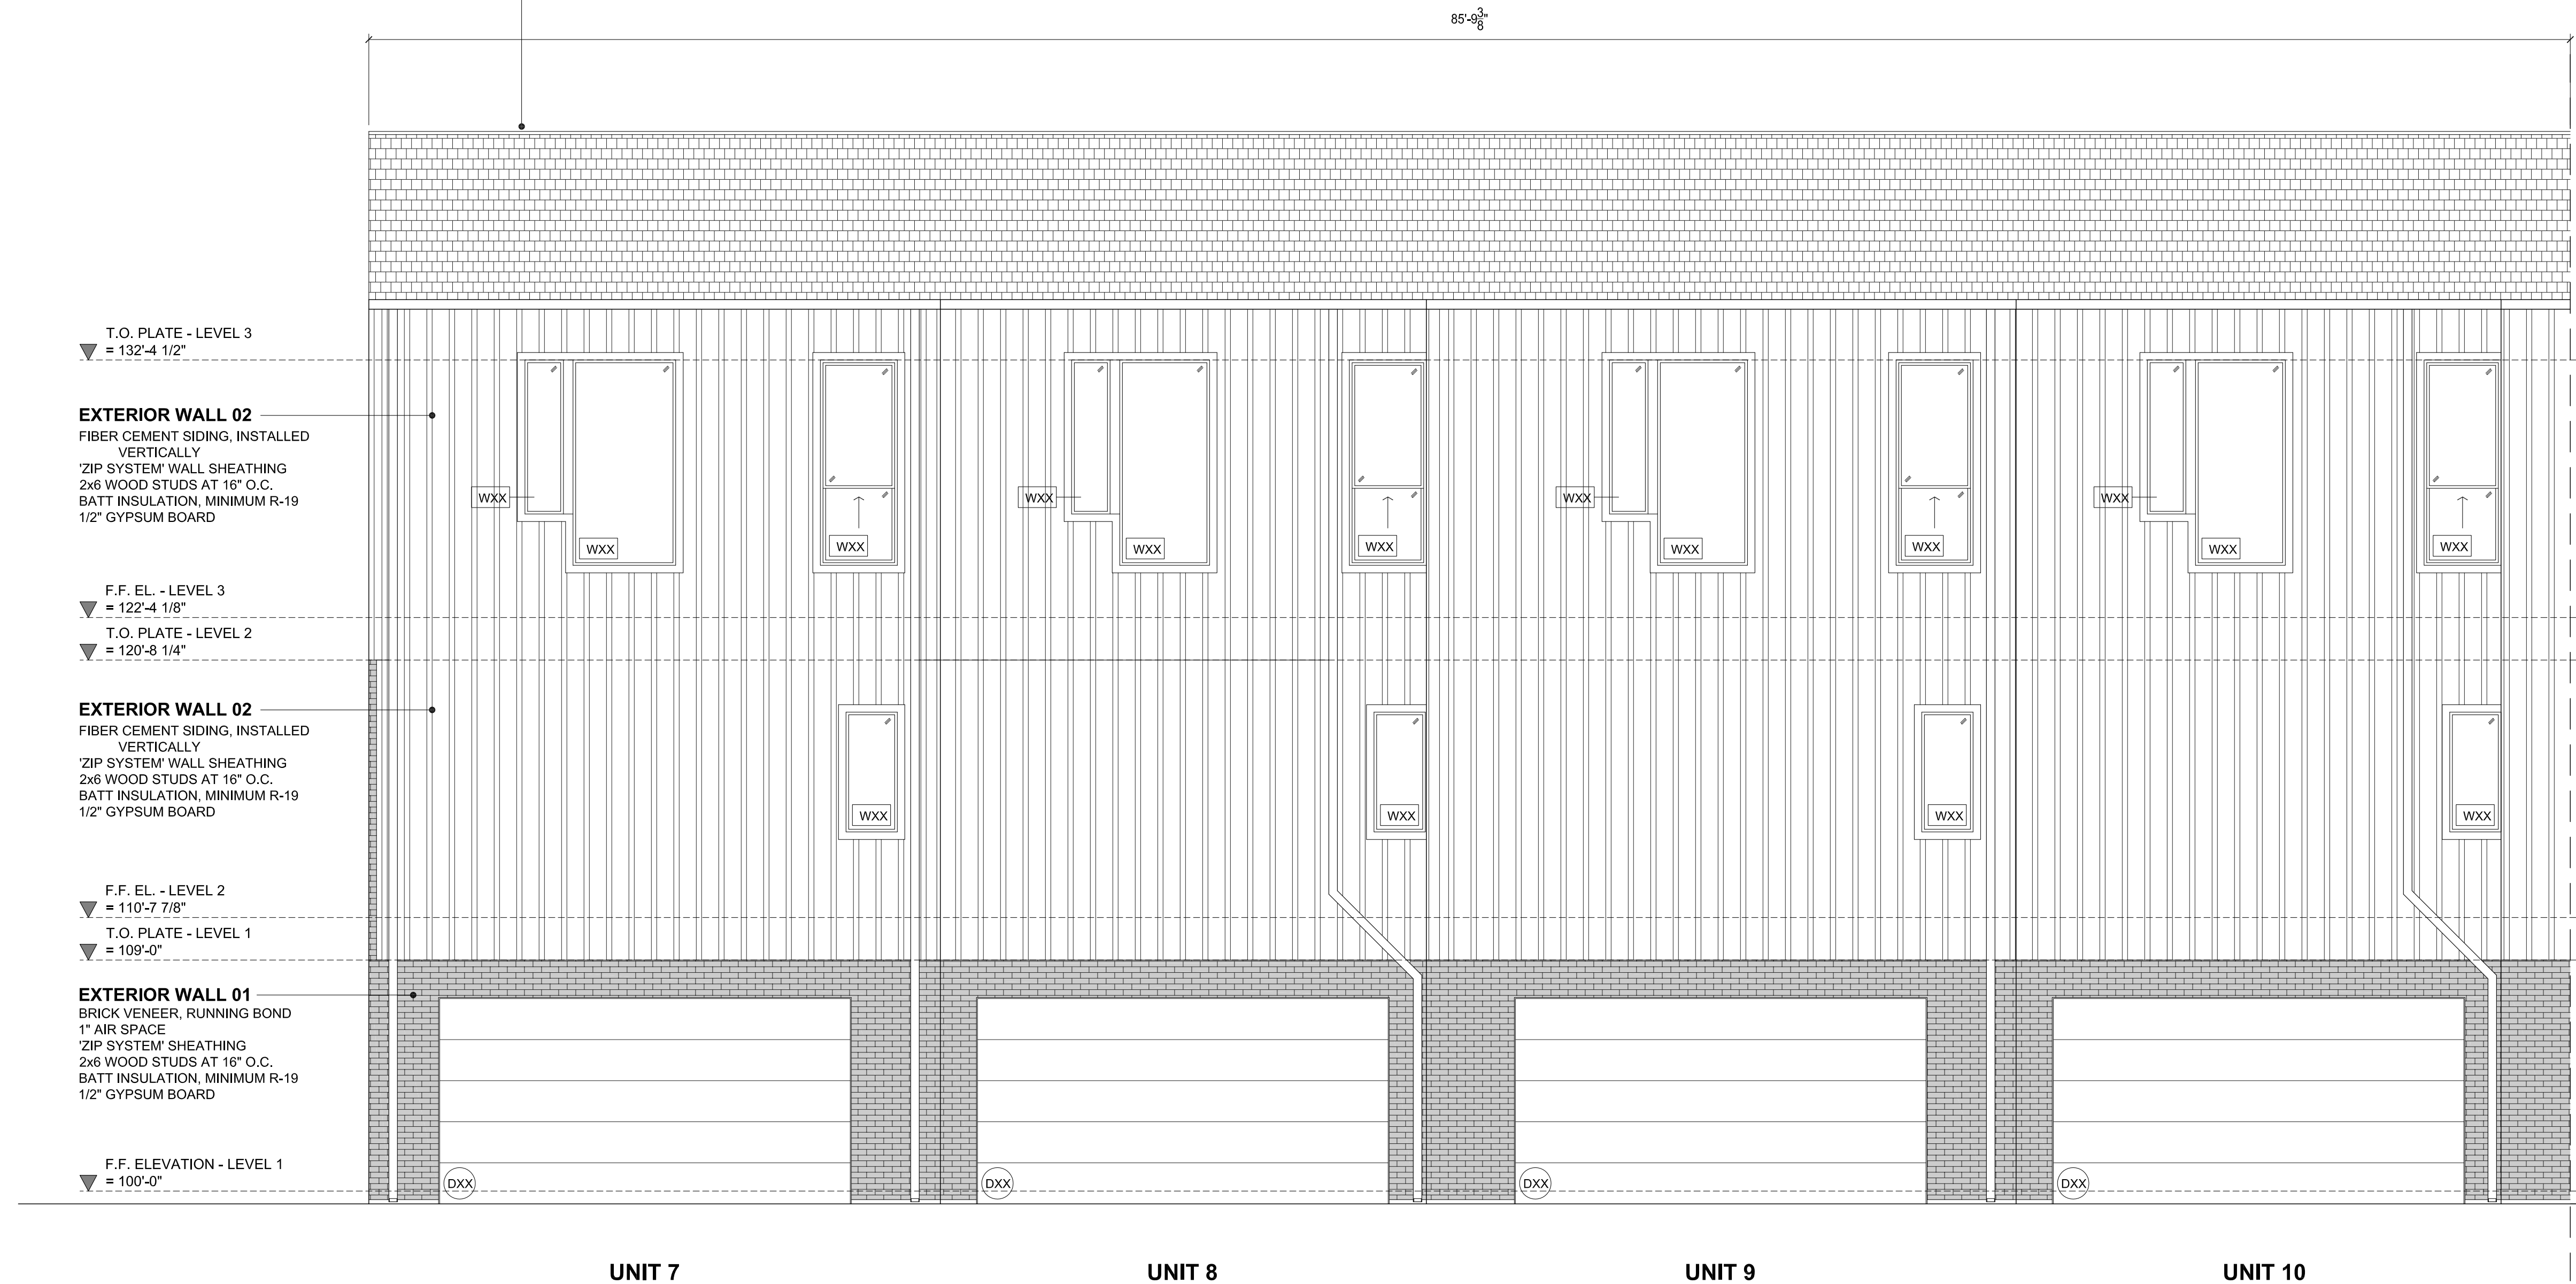 85'-9 3/8"
T.O. PLATE - LEVEL 3
= 132'-4 1/2"
EXTERIOR WALL 02
FIBER CEMENT SIDING, INSTALLED
VERTICALLY
'ZIP SYSTEM' WALL SHEATHING
2x6 WOOD STUDS AT 16" O.C.
BATT INSULATION, MINIMUM R-19
1/2" GYPSUM BOARD
WXX WXX WXX WXX
WXX WXX WXX WXX WXX WXX WXX WXX
F.F. EL. - LEVEL 3
= 122'-4 1/8"
T.O. PLATE - LEVEL 2
= 120'-8 1/4"
EXTERIOR WALL 02
FIBER CEMENT SIDING, INSTALLED
VERTICALLY
'ZIP SYSTEM' WALL SHEATHING
2x6 WOOD STUDS AT 16" O.C.
BATT INSULATION, MINIMUM R-19
1/2" GYPSUM BOARD
WXX WXX WXX WXX
F.F. EL. - LEVEL 2
= 110'-7 7/8"
T.O. PLATE - LEVEL 1
= 109'-0"
EXTERIOR WALL 01
BRICK VENEER, RUNNING BOND
1" AIR SPACE
'ZIP SYSTEM' SHEATHING
2x6 WOOD STUDS AT 16" O.C.
BATT INSULATION, MINIMUM R-19
1/2" GYPSUM BOARD
F.F. ELEVATION - LEVEL 1
= 100'-0"
DXX DXX DXX DXX
UNIT 7 UNIT 8 UNIT 9 UNIT 10